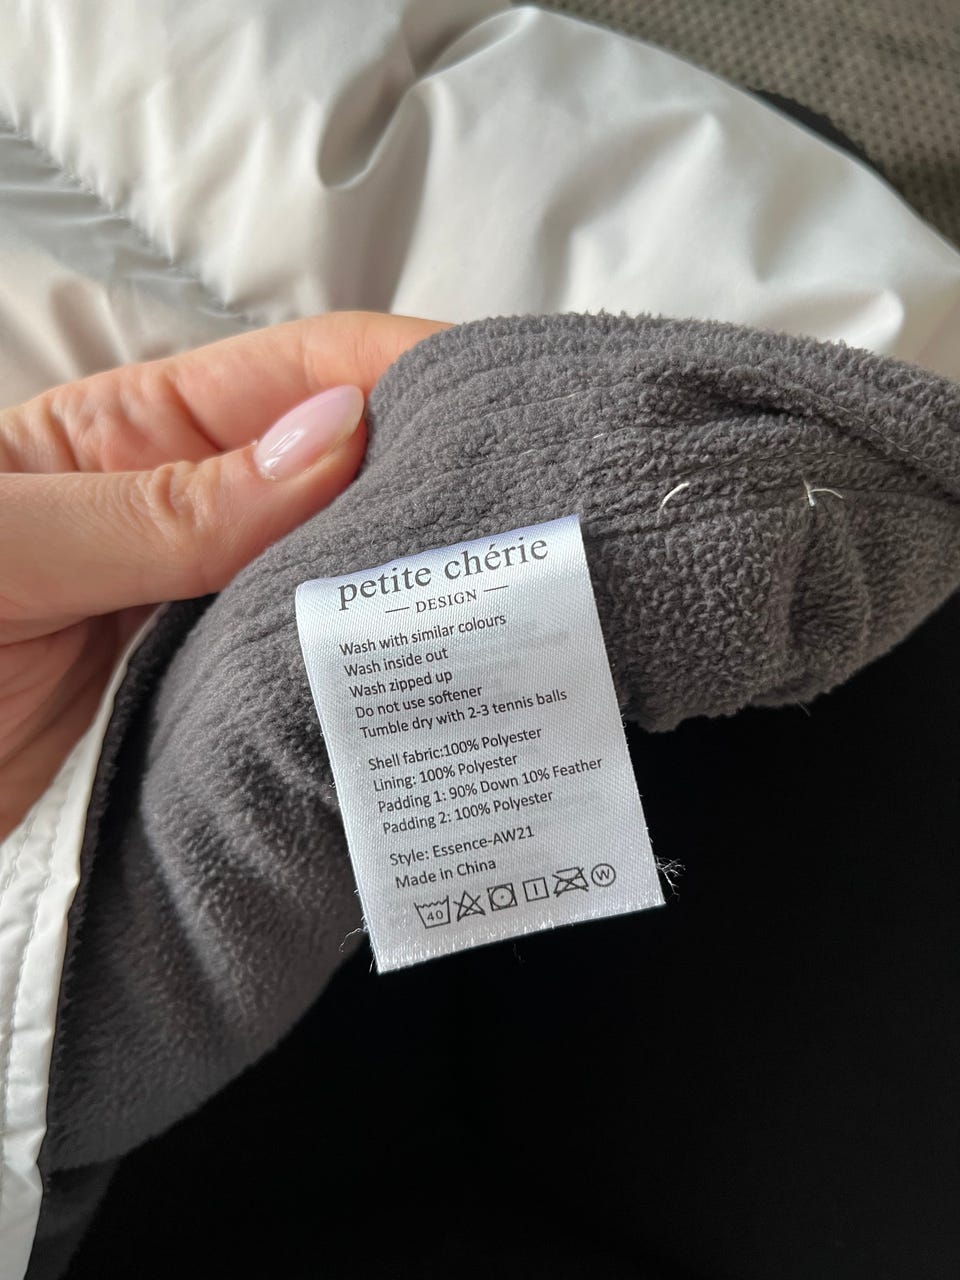 petite chérie
— DESIGN —
Wash with similar colours
Wash inside out
Wash zipped up
Do not use softener
Tumble dry with 2-3 tennis balls
Shell fabric:100% Polyester
Lining: 100% Polyester
Padding 1: 90% Down 10% Feather
Padding 2: 100% Polyester
Style: Essence-AW21
Made in China
40 W